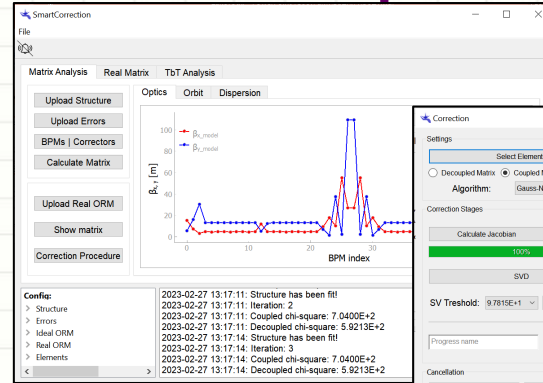 SmartCorrection
File
Matrix Analysis Real Matrix TbT Analysis
Upload Structure
Upload Errors
BPMs | Correctors
Calculate Matrix
Upload Real ORM
Show matrix
Correction Procedure
Optics Orbit Dispersion
βx, y [m]
100
80
60
40
20
0
βx_model
βy_model
0 10 20 30
BPM index
Config:
> Structure
> Errors
> Ideal ORM
> Real ORM
> Elements
2023-02-27 13:17:11: Structure has been fit!
2023-02-27 13:17:11: Iteration: 2
2023-02-27 13:17:11: Coupled chi-square: 7.0400E+2
2023-02-27 13:17:11: Decoupled chi-square: 5.9213E+2
2023-02-27 13:17:14: Structure has been fit!
2023-02-27 13:17:14: Iteration: 3
2023-02-27 13:17:14: Coupled chi-square: 7.0400E+2
2023-02-27 13:17:14: Decoupled chi-square: 5.9213E+2
Correction
Settings
Select Element
Decoupled Matrix Coupled M
Algorithm: Gauss-N
Correction Stages
Calculate Jacobian
100%
SVD
SV Treshold: 9.7815E+1
Progress name
Cancellation